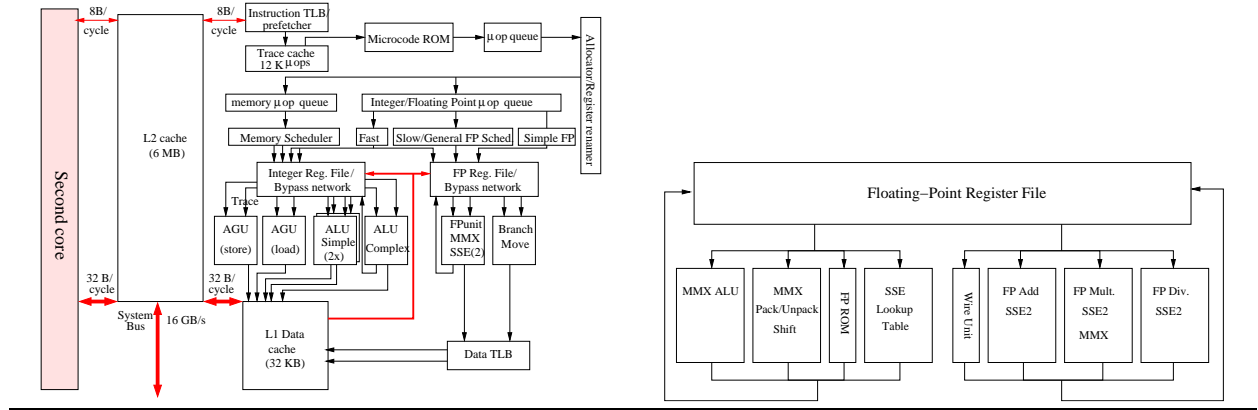 8B/
cycle
8B/
cycle
Instruction TLB/
prefetcher
Trace cache
12 K µops
Microcode ROM
µop queue
Allocator/Register renamer
memory µop queue
Integer/Floating Point µop queue
Memory Scheduler
Fast
Slow/General FP Sched
Simple FP
Second core
L2 cache
(6 MB)
Integer Reg. File/
Bypass network
FP Reg. File/
Bypass network
Trace
AGU
(store)
AGU
(load)
ALU
Simple
(2x)
ALU
Complex
FPunit
MMX
SSE(2)
Branch
Move
32 B/
cycle
32 B/
cycle
System
Bus
16 GB/s
L1 Data
cache
(32 KB)
Data TLB
Floating–Point Register File
MMX ALU
MMX
Pack/Unpack
Shift
FP ROM
SSE
Lookup
Table
Wire Unit
FP Add
SSE2
FP Mult.
SSE2
MMX
FP Div.
SSE2